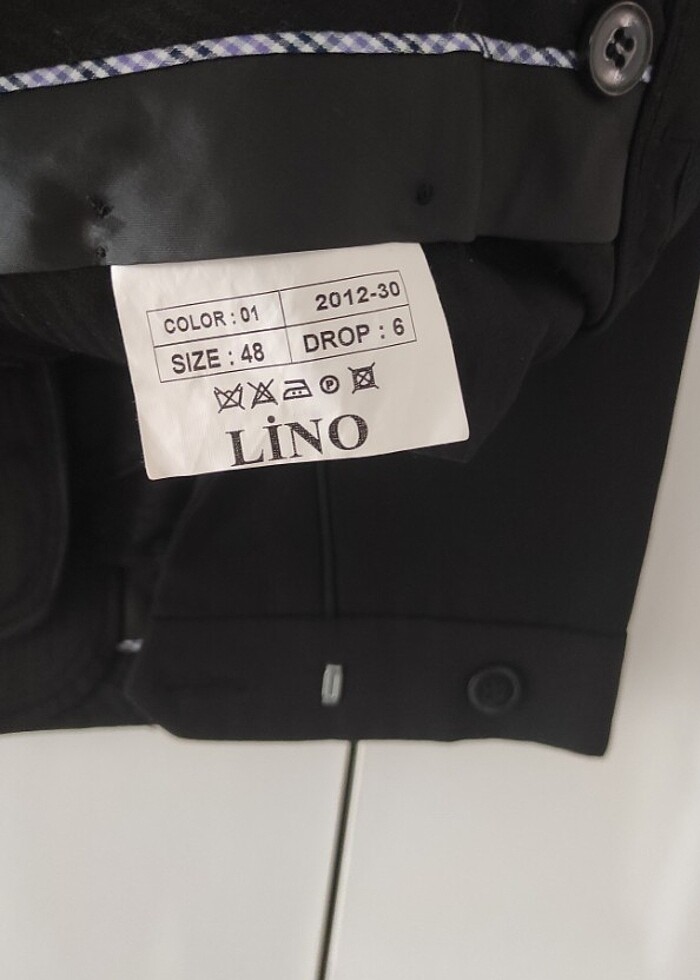 COLOR : 01 2012-30
SIZE : 48 DROP : 6
P
LİNO